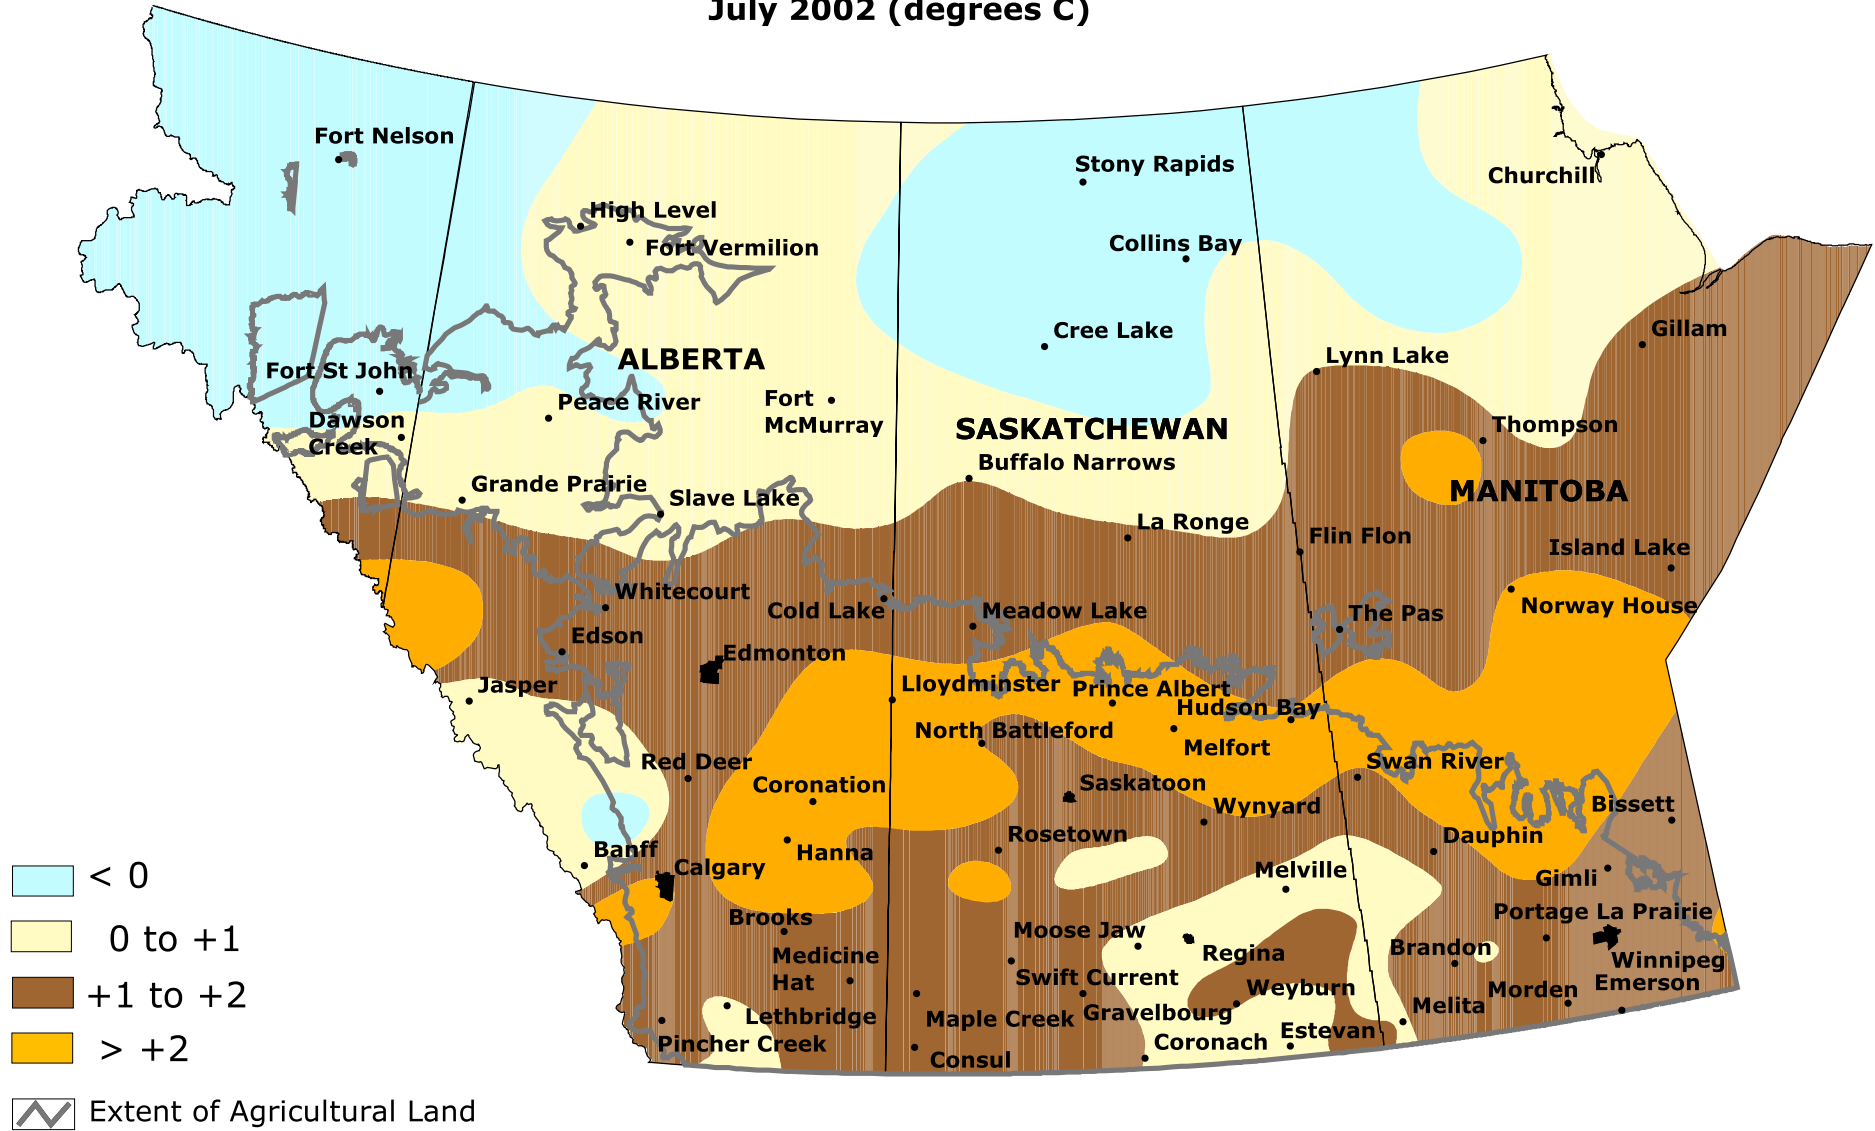 July 2002 (degrees C)
Fort Nelson
Stony Rapids
Churchill
High Level
Fort Vermilion
Collins Bay
Gillam
Cree Lake
Lynn Lake
ALBERTA
Fort St John
Peace River
Fort
McMurray
Dawson
Creek
SASKATCHEWAN
Thompson
Buffalo Narrows
MANITOBA
Grande Prairie
Slave Lake
La Ronge
Flin Flon
Island Lake
Whitecourt
Cold Lake
Meadow Lake
The Pas
Norway House
Edson
Edmonton
Jasper
Lloydminster
Prince Albert
Hudson Bay
North Battleford
Melfort
Red Deer
Swan River
Coronation
Saskatoon
Wynyard
Bissett
Rosetown
Dauphin
Banff
Hanna
Calgary
Melville
Gimli
Brooks
Portage La Prairie
Moose Jaw
Regina
Brandon
Winnipeg
Medicine
Hat
Swift Current
Weyburn
Morden
Emerson
Lethbridge
Maple Creek
Gravelbourg
Melita
Pincher Creek
Consul
Coronach
Estevan
< 0
0 to +1
+1 to +2
> +2
Extent of Agricultural Land